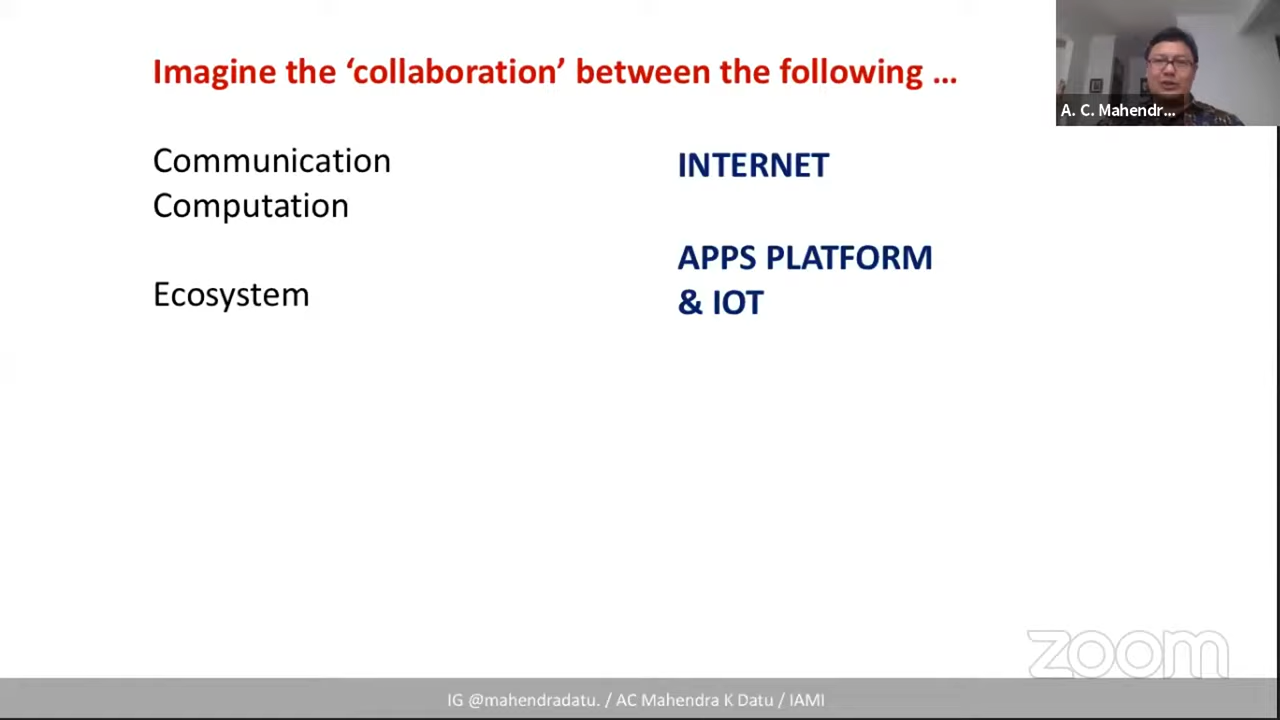 Imagine the ‘collaboration’ between the following …
A. C. Mahendr...
Communication
Computation
Ecosystem
INTERNET
APPS PLATFORM
& IOT
zoom
IG @mahendradatu. / AC Mahendra K Datu / IAMI